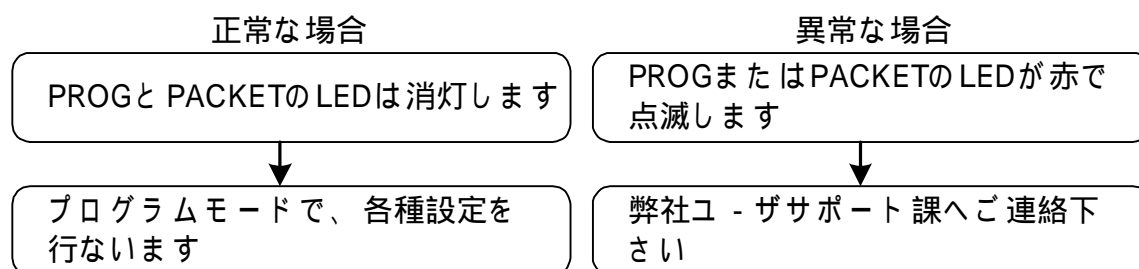 正常な場合
PROGとPACKETのLEDは消灯します
プログラムモードで、各種設定を
行ないます
異常な場合
PROGまたはPACKETのLEDが赤で
点滅します
弊社ユ-ザサポート課へご連絡下
さい